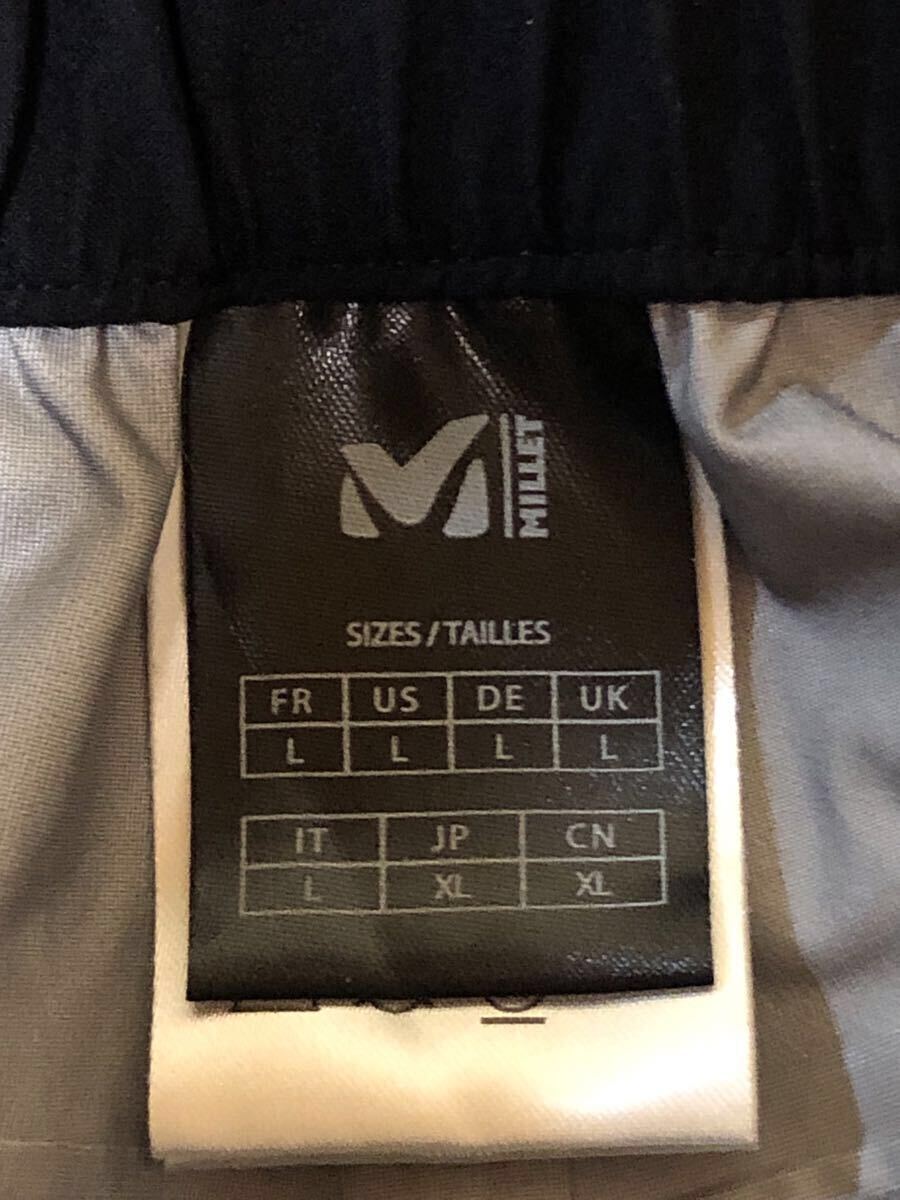 MILLET
SIZES / TAILLES
FR US DE UK
L L L L
IT JP CN
L XL XL